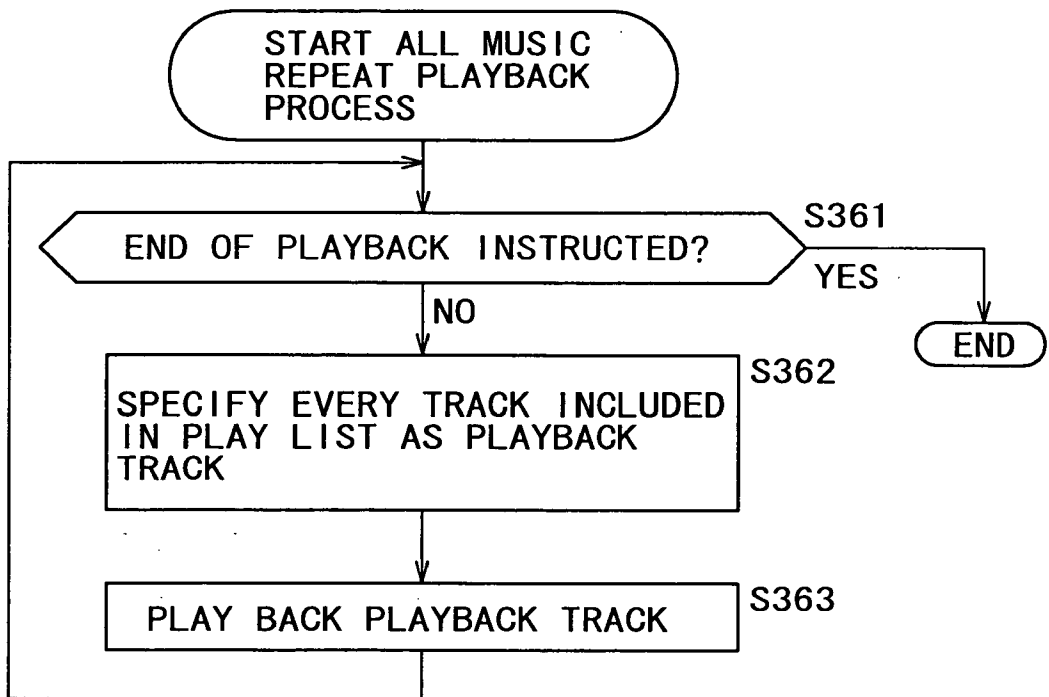 START ALL MUSIC
REPEAT PLAYBACK
PROCESS
S361
END OF PLAYBACK INSTRUCTED?
YES
NO
END
S362
SPECIFY EVERY TRACK INCLUDED
IN PLAY LIST AS PLAYBACK
TRACK
S363
PLAY BACK PLAYBACK TRACK